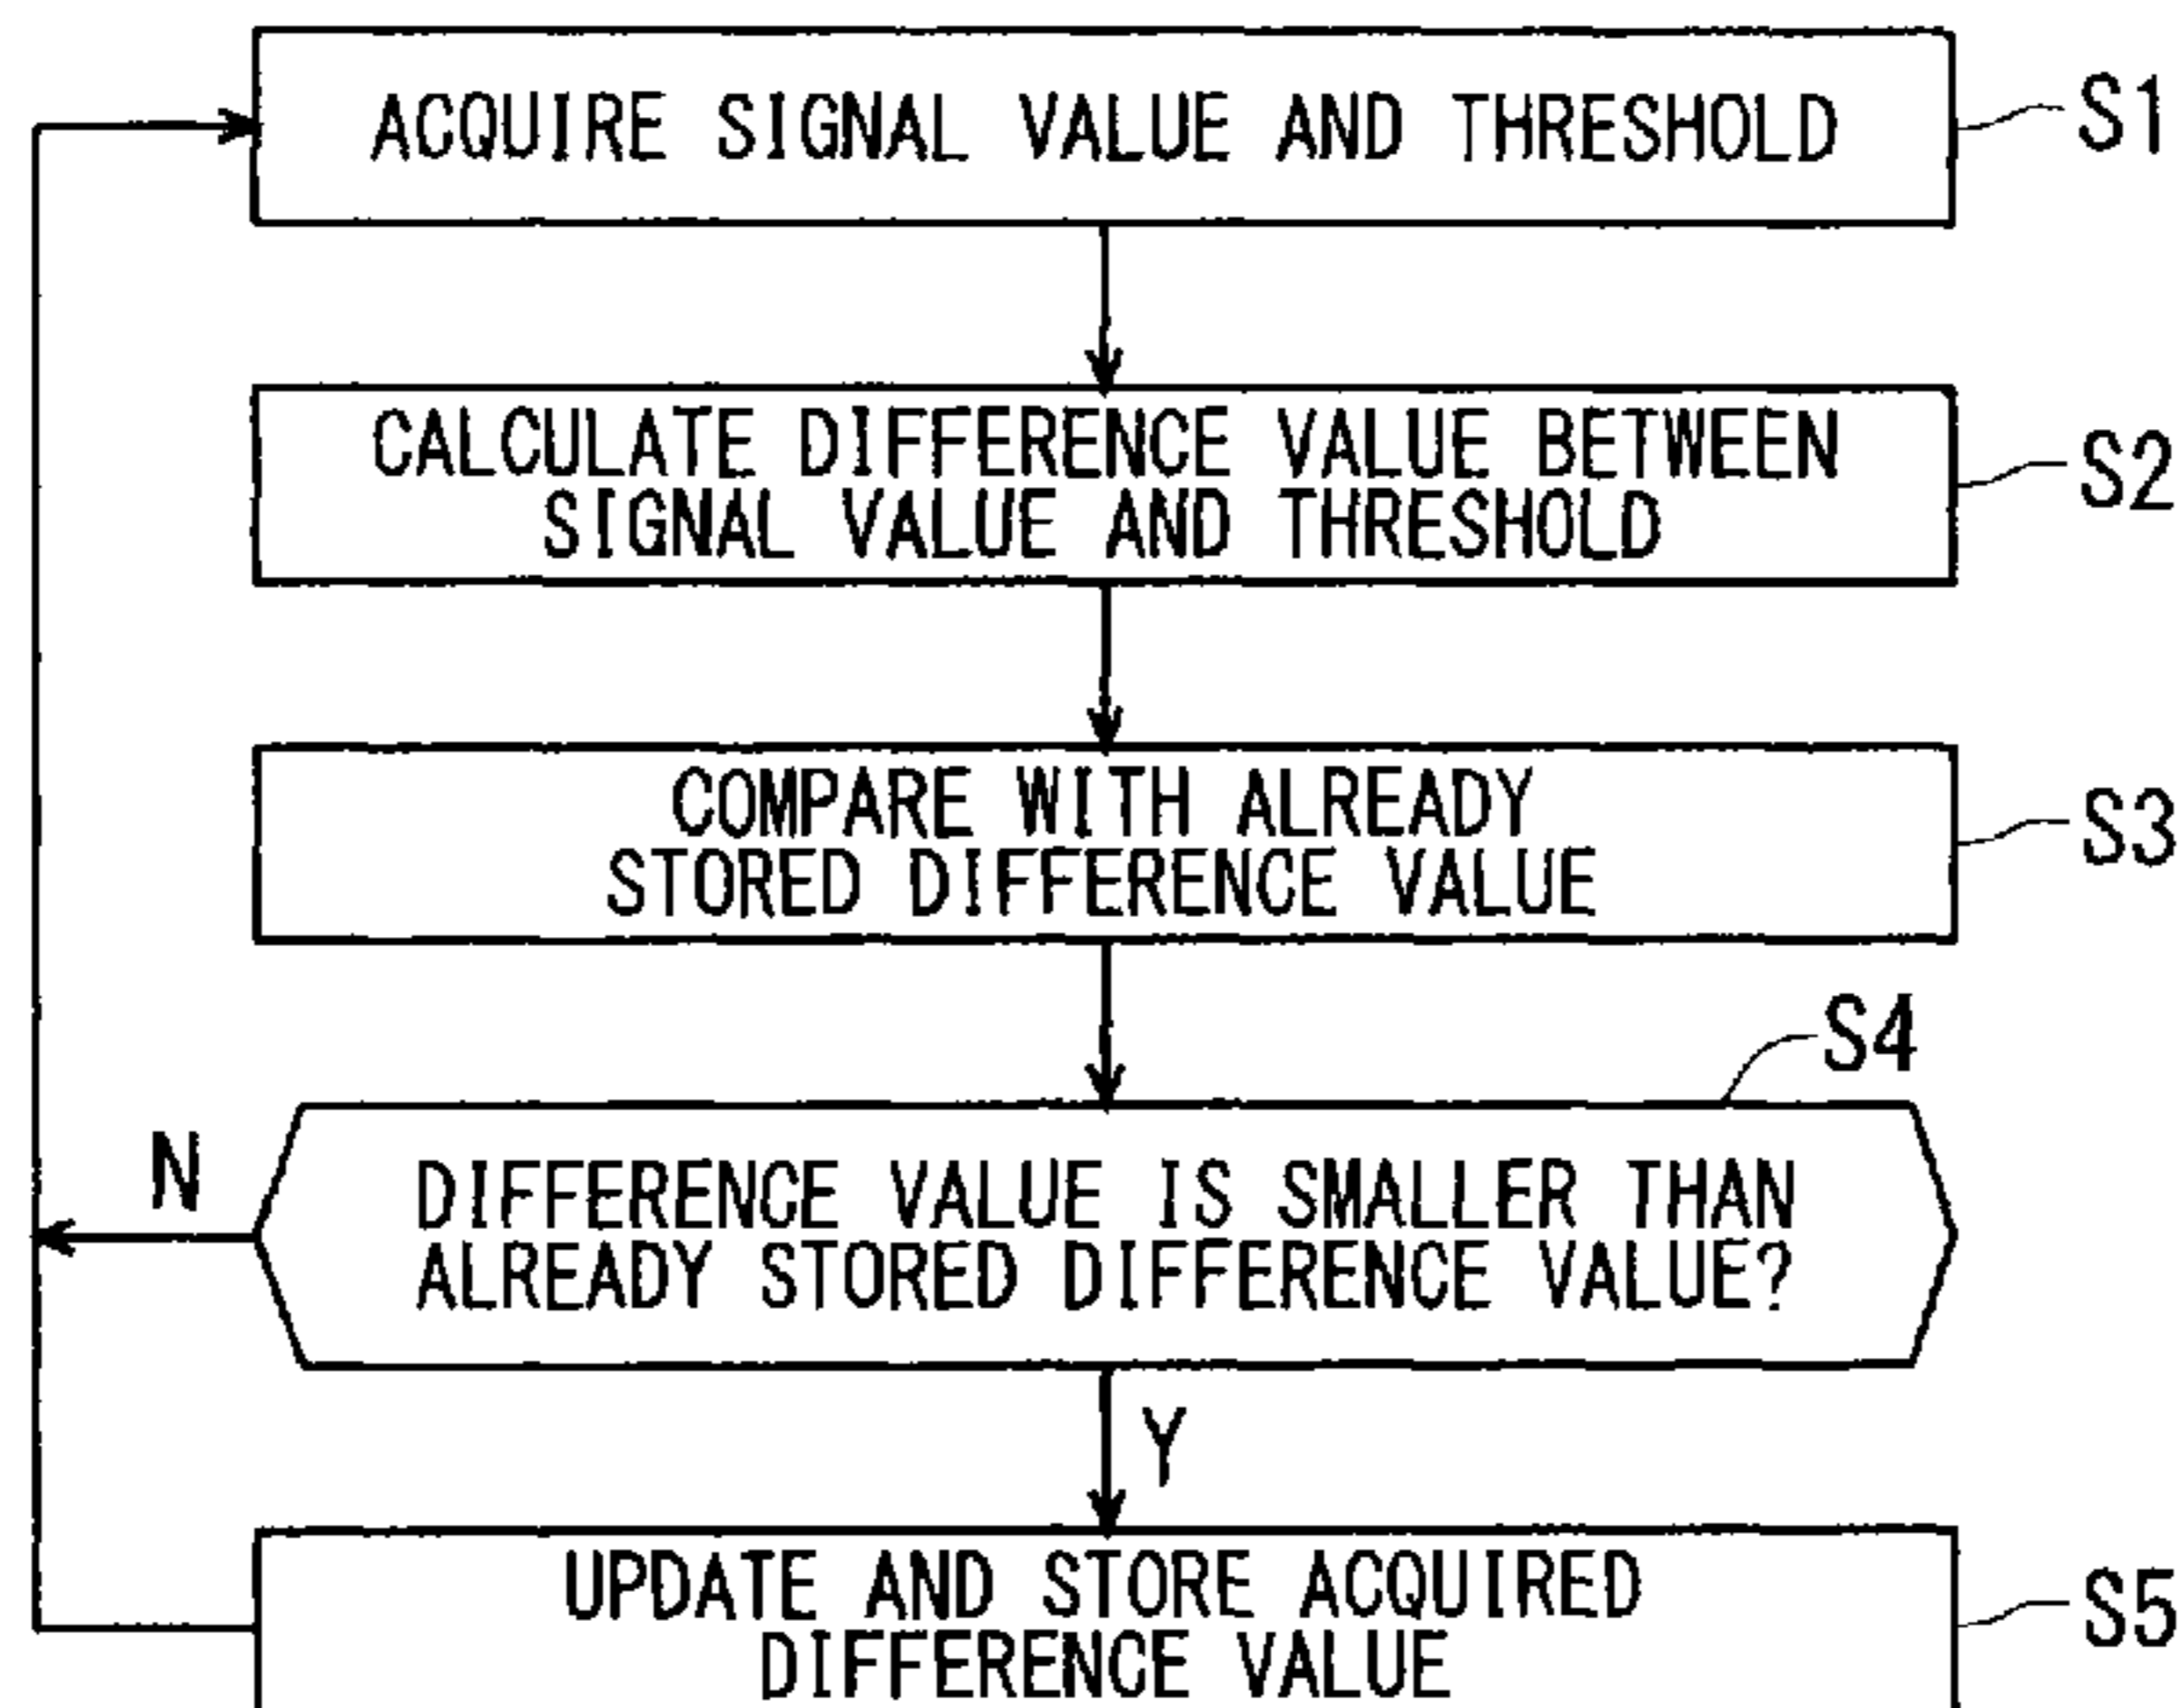 ACQUIRE SIGNAL VALUE AND THRESHOLD
S1
CALCULATE DIFFERENCE VALUE BETWEEN
SIGNAL VALUE AND THRESHOLD
S2
COMPARE WITH ALREADY
STORED DIFFERENCE VALUE
S3
S4
N
DIFFERENCE VALUE IS SMALLER THAN
ALREADY STORED DIFFERENCE VALUE?
Y
UPDATE AND STORE ACQUIRED
DIFFERENCE VALUE
S5